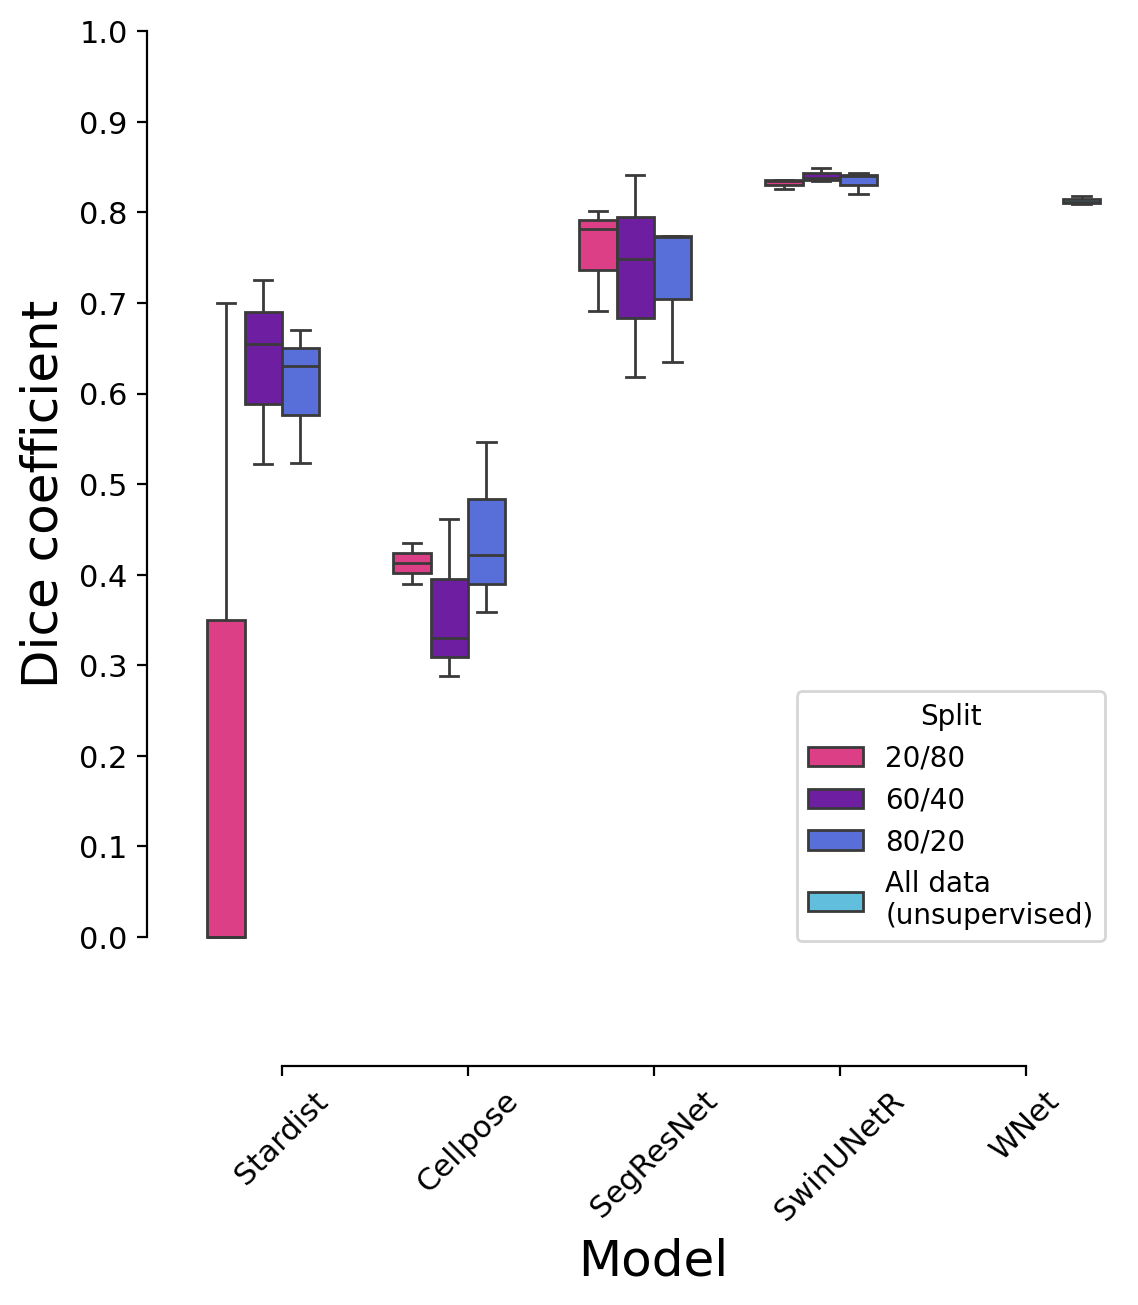 1.0
0.9
0.8
0.7
0.6
0.5
0.4
0.3
0.2
0.1
0.0
Dice coefficient
Split
20/80
60/40
80/20
All data
(unsupervised)
Stardist
Cellpose
SegResNet
SwinUNetR
WNet
Model